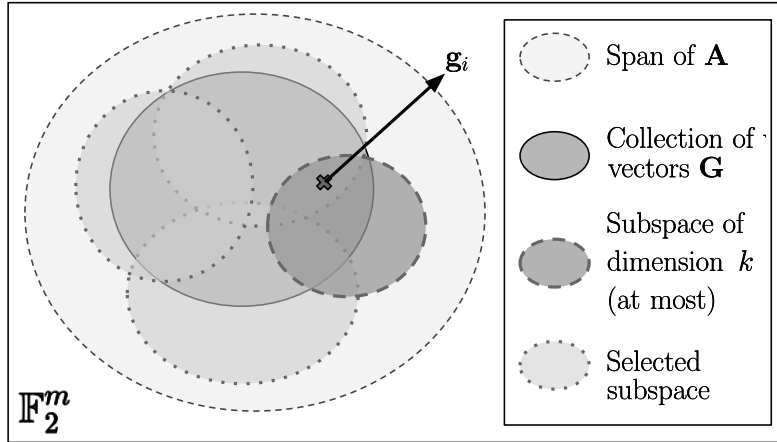 g_i
𝔽_2^m
Span of A
Collection of
vectors G
Subspace of
dimension k
(at most)
Selected
subspace